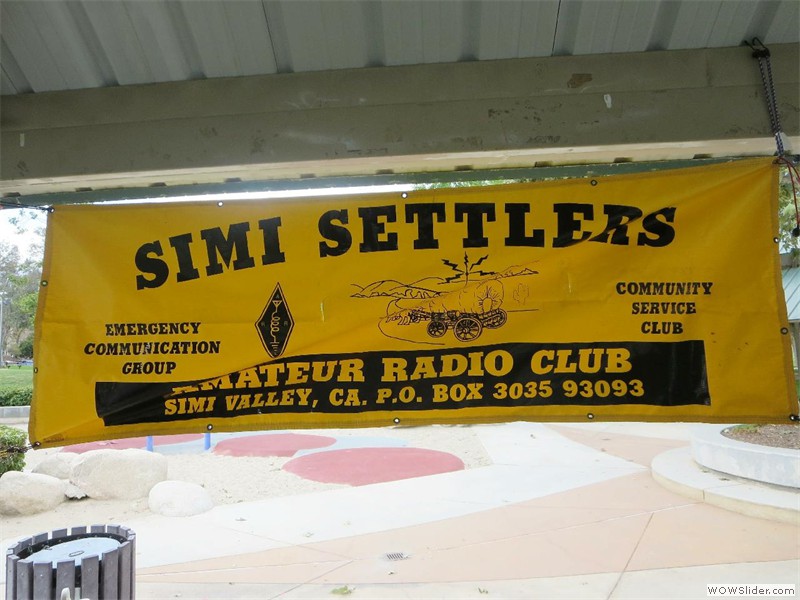 SIMI SETTLERS
EMERGENCY
COMMUNICATION
GROUP
COMMUNITY
SERVICE
CLUB
AMATEUR RADIO CLUB
SIMI VALLEY, CA. P.O. BOX 3035 93093
WOWSlider.com